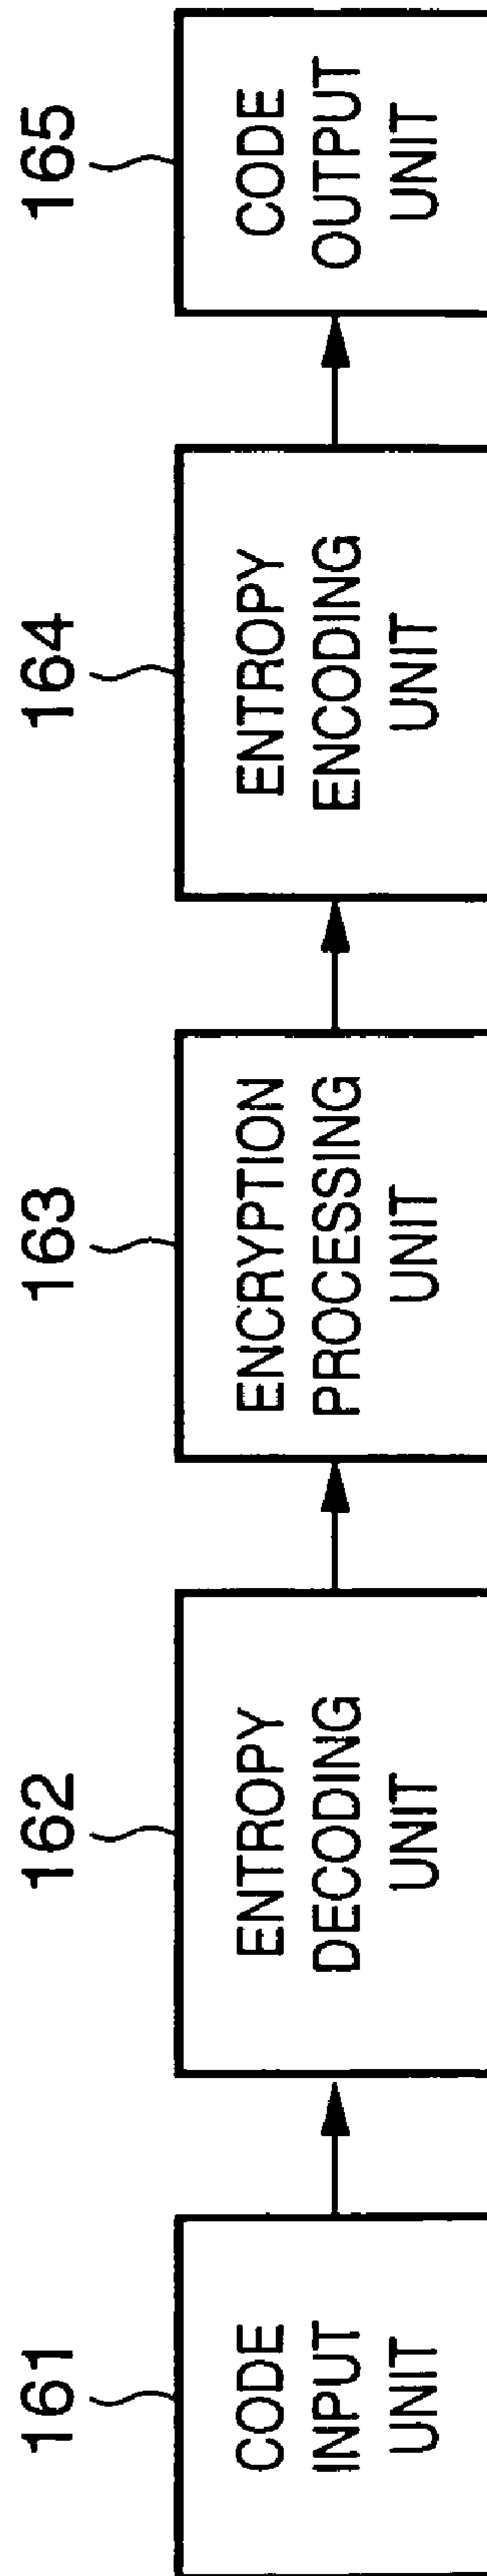 161
CODE
INPUT
UNIT
162
ENTROPY
DECODING
UNIT
163
ENCRYPTION
PROCESSING
UNIT
164
ENTROPY
ENCODING
UNIT
165
CODE
OUTPUT
UNIT